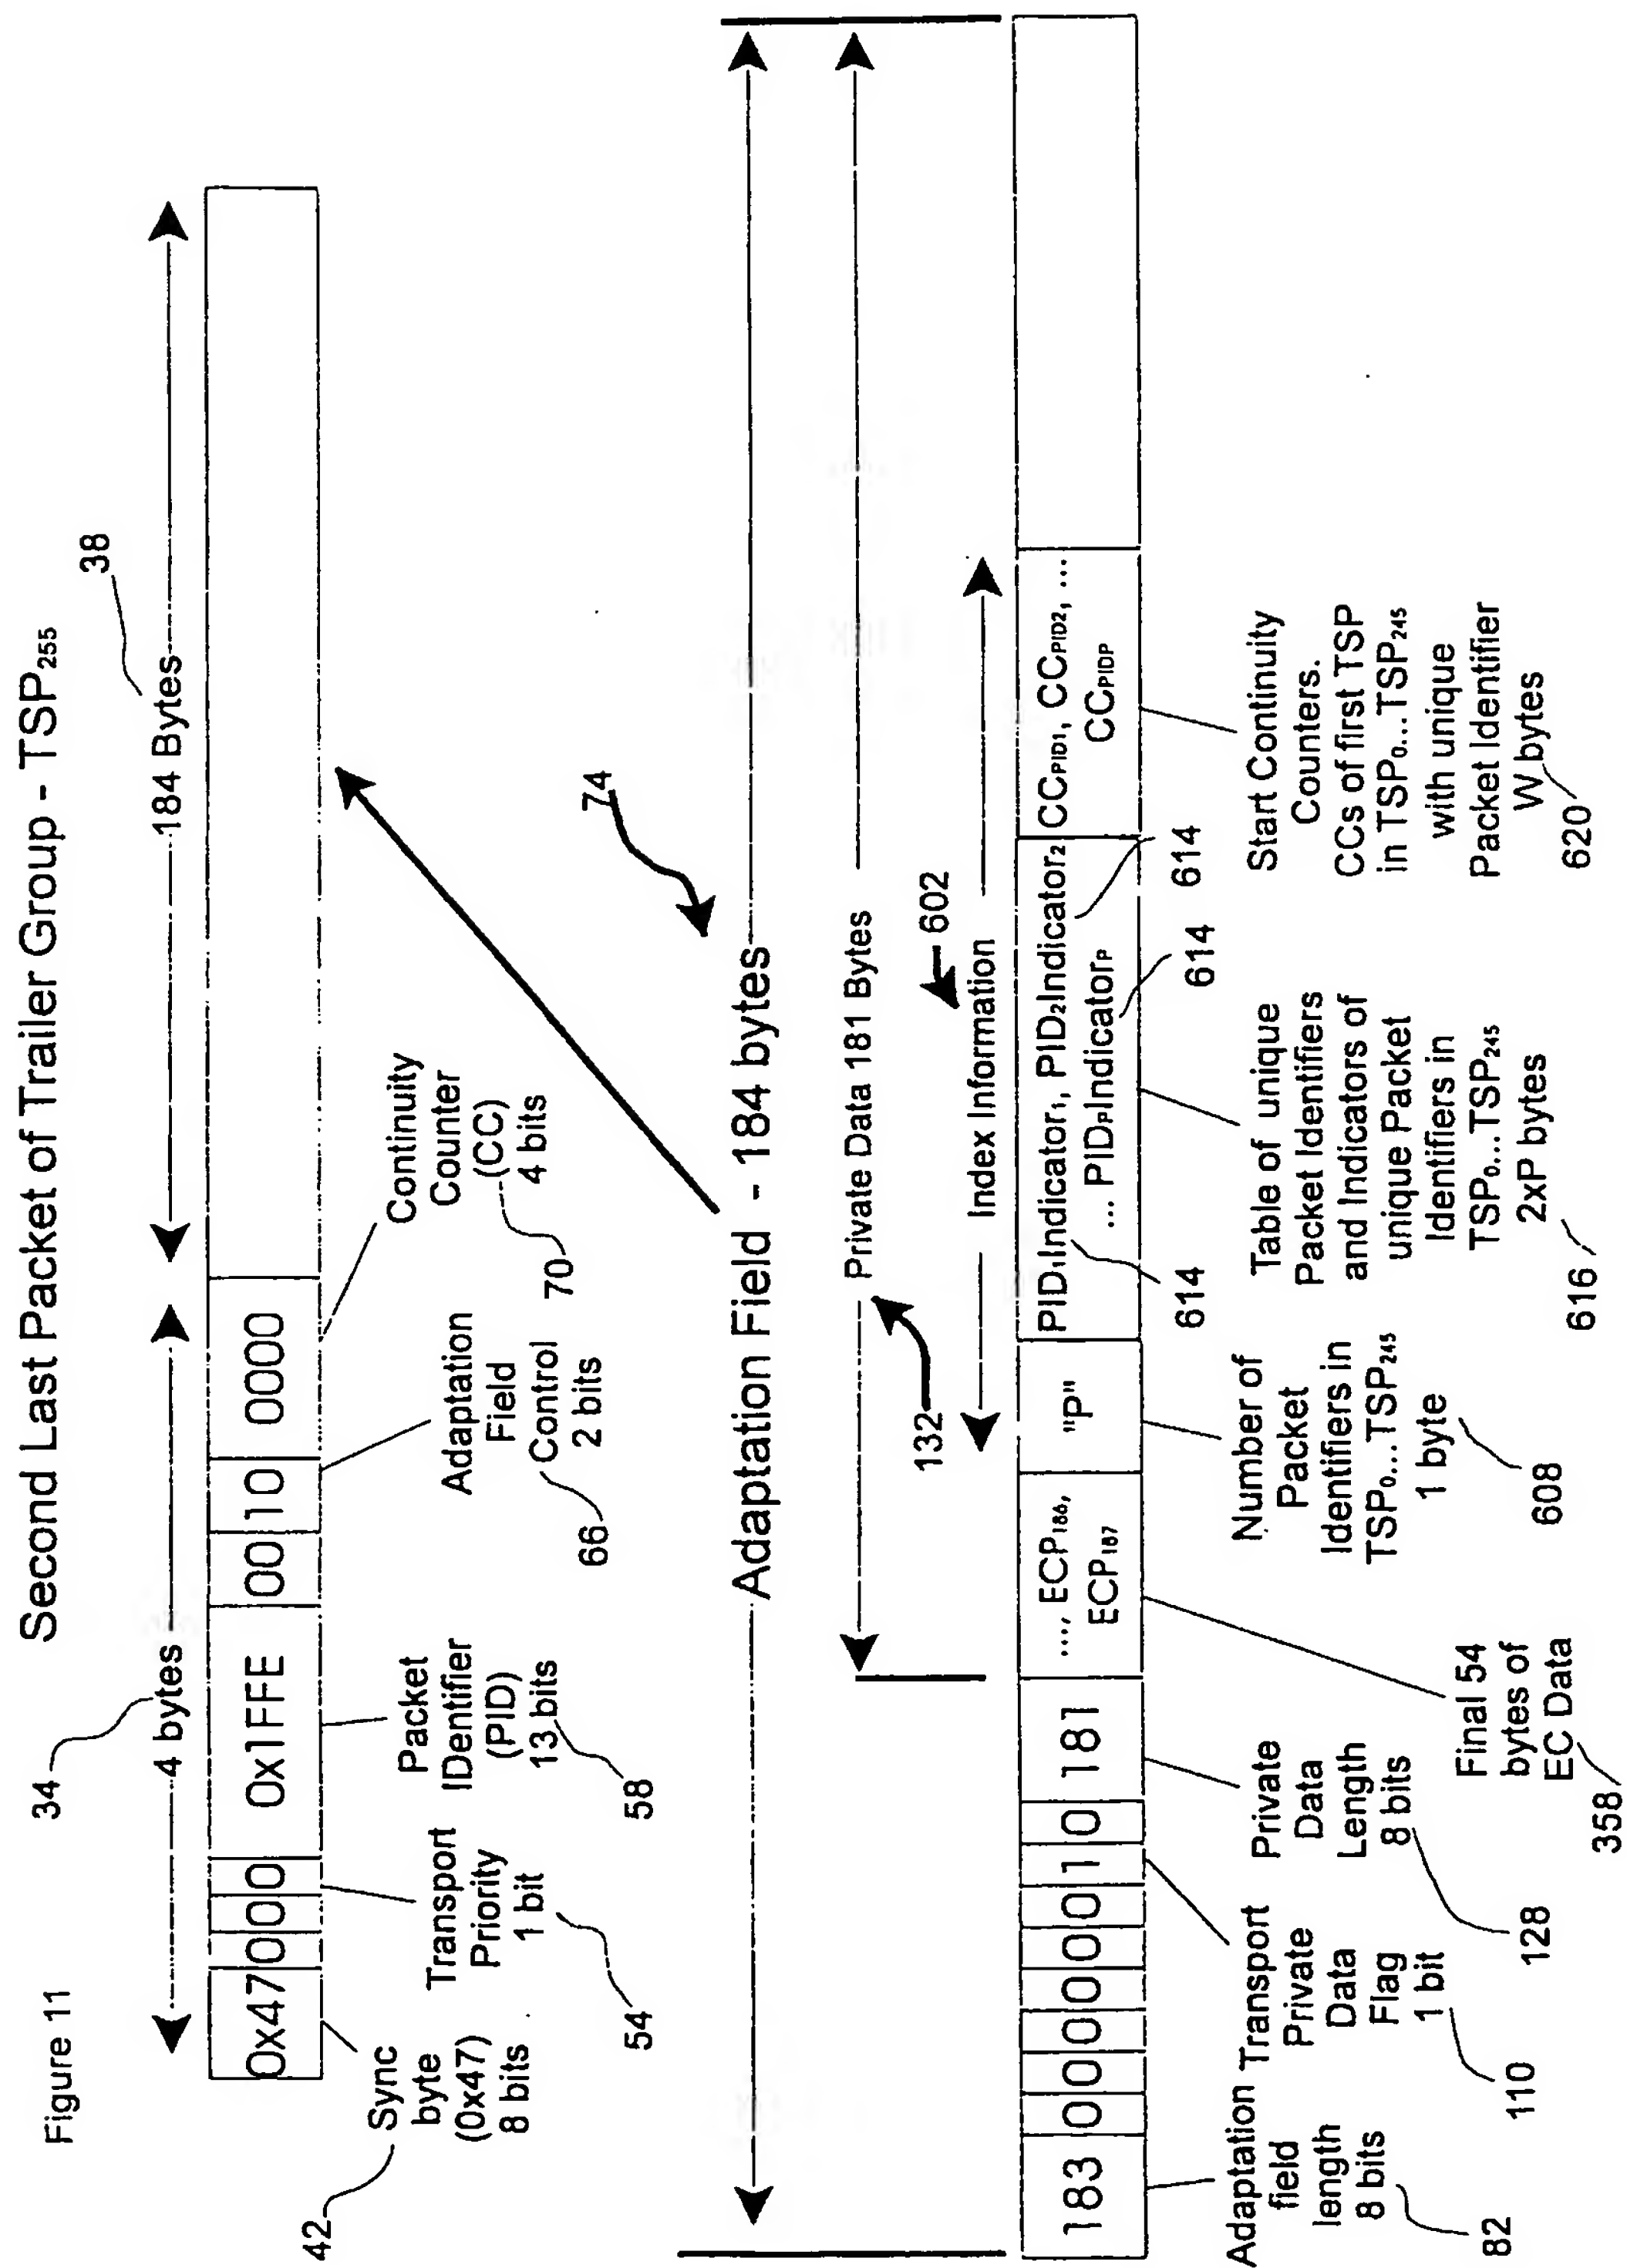 Figure 11
Second Last Packet of Trailer Group - TSP₂₅₅
34
4 bytes
38
184 Bytes
0x47 0 0 0 0x1FFE 00 10 0000
42
Sync
byte
(0x47)
8 bits
Transport
Priority
1 bit
54
Packet
IDentifier
(PID)
13 bits
58
Adaptation
Field
Control
2 bits
66
Continuity
Counter
(CC)
4 bits
70
74
Adaptation Field - 184 bytes
Private Data 181 Bytes
132
602
Index Information
183 0 0 0 0 0 0 1 0 181
..., ECP₁₈₆,
ECP₁₈₇
"P"
PID₁Indicator₁, PID₂Indicator₂
... PIDₚIndicatorₚ
CCPID1, CCPID2, ...
CCPIDP
614
614
614
Adaptation
field
length
8 bits
82
Transport
Private
Data
Flag
1 bit
110
Private
Data
Length
8 bits
128
Final 54
bytes of
EC Data
358
Number of
Packet
Identifiers in
TSP₀...TSP₂₄₅
1 byte
608
Table of unique
Packet Identifiers
and Indicators of
unique Packet
Identifiers in
TSP₀...TSP₂₄₅
2xP bytes
616
Start Continuity
Counters.
CCs of first TSP
in TSP₀...TSP₂₄₅
with unique
Packet Identifier
W bytes
620